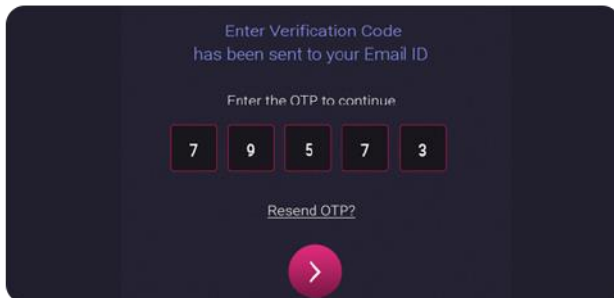 Enter Verification Code
has been sent to your Email ID
Enter the OTP to continue
7 9 5 7 3
Resend OTP?